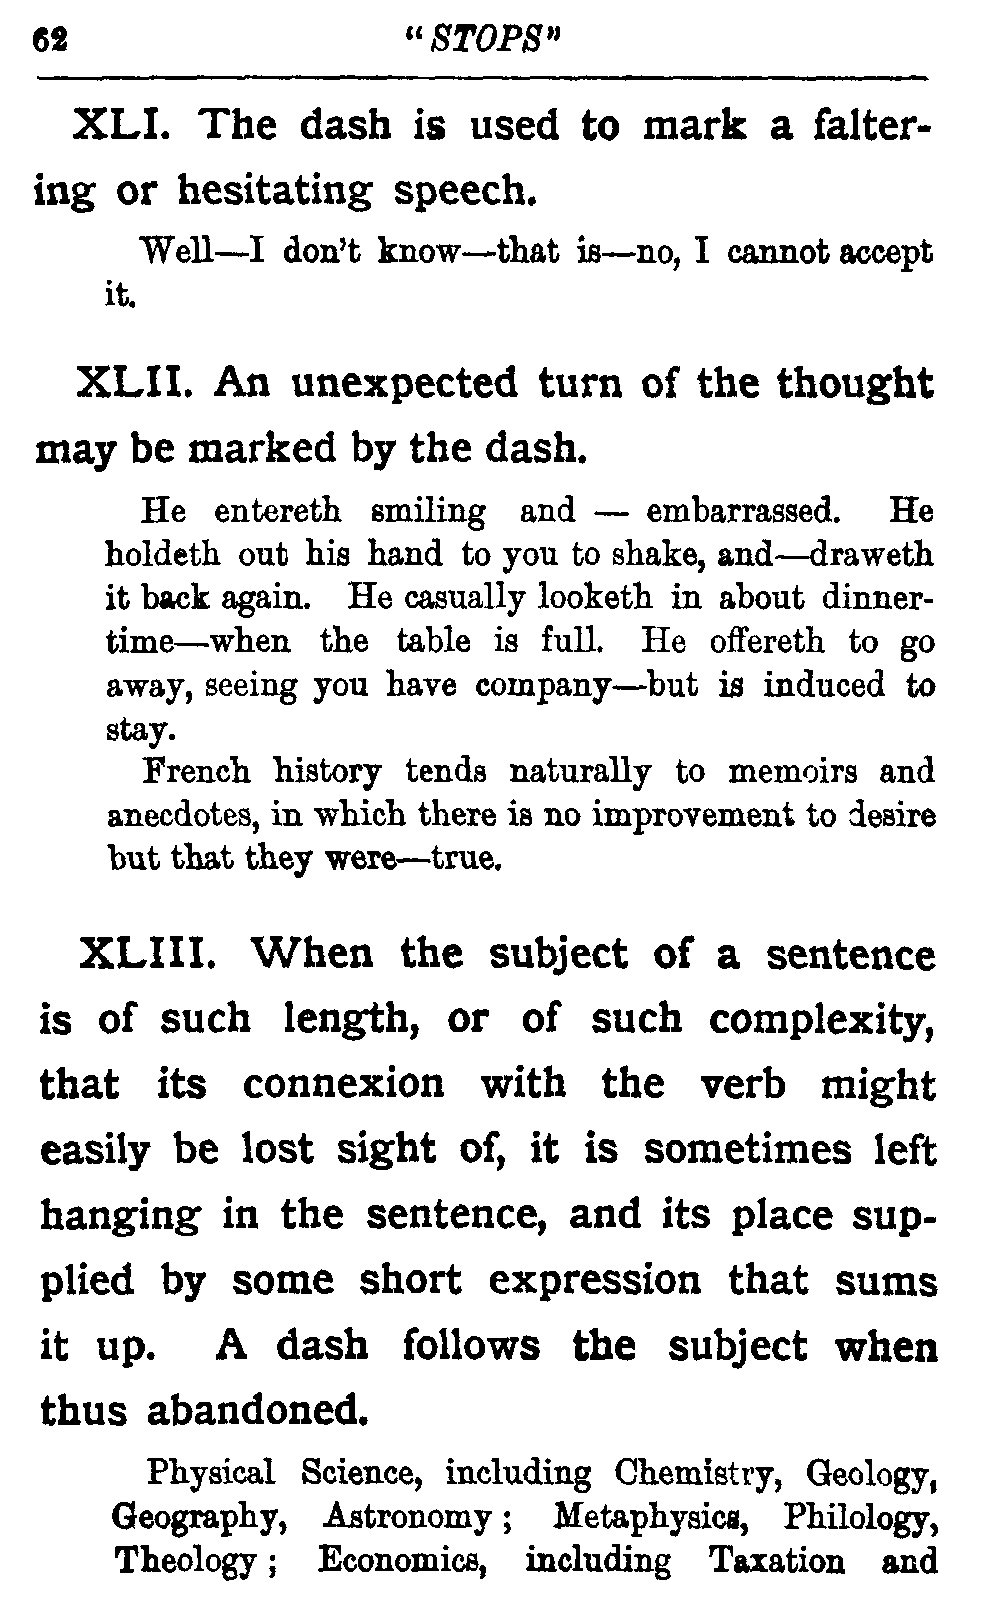 62 "STOPS"
XLI. The dash is used to mark a falter-
ing or hesitating speech.
Well—I don't know—that is—no, I cannot accept
it.
XLII. An unexpected turn of the thought
may be marked by the dash.
He entereth smiling and — embarrassed. He
holdeth out his hand to you to shake, and—draweth
it back again. He casually looketh in about dinner-
time—when the table is full. He offereth to go
away, seeing you have company—but is induced to
stay.
French history tends naturally to memoirs and
anecdotes, in which there is no improvement to desire
but that they were—true.
XLIII. When the subject of a sentence
is of such length, or of such complexity,
that its connexion with the verb might
easily be lost sight of, it is sometimes left
hanging in the sentence, and its place sup-
plied by some short expression that sums
it up. A dash follows the subject when
thus abandoned.
Physical Science, including Chemistry, Geology,
Geography, Astronomy; Metaphysics, Philology,
Theology; Economics, including Taxation and